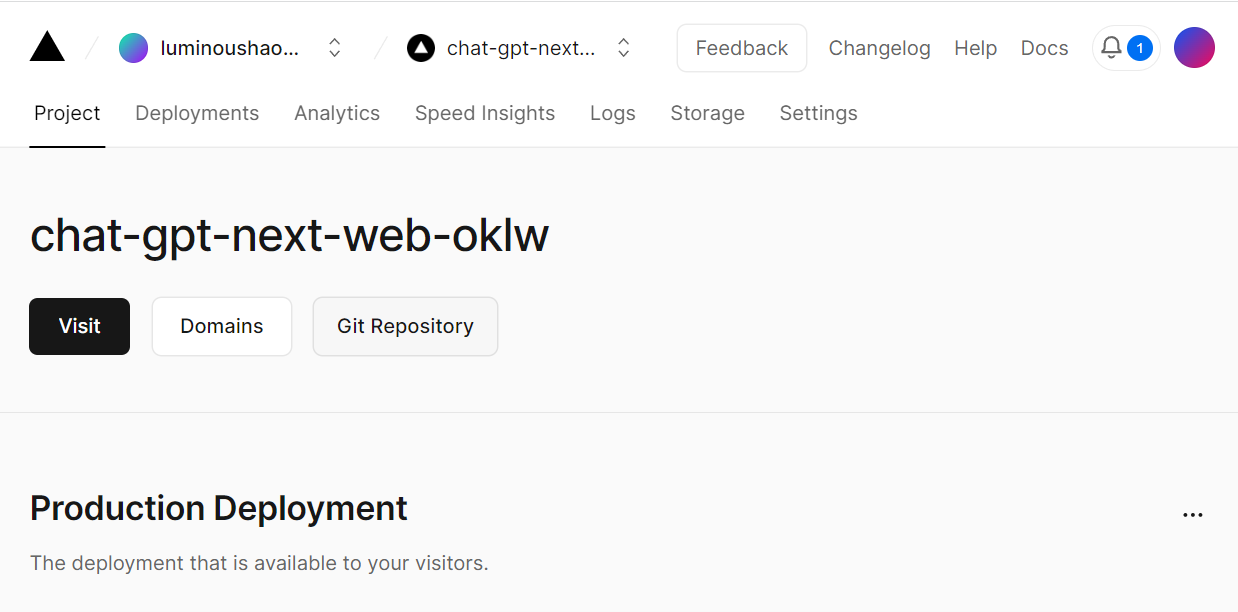 luminoushao... chat-gpt-next... Feedback Changelog Help Docs 1
Project Deployments Analytics Speed Insights Logs Storage Settings
chat-gpt-next-web-oklw
Visit Domains Git Repository
Production Deployment
The deployment that is available to your visitors.